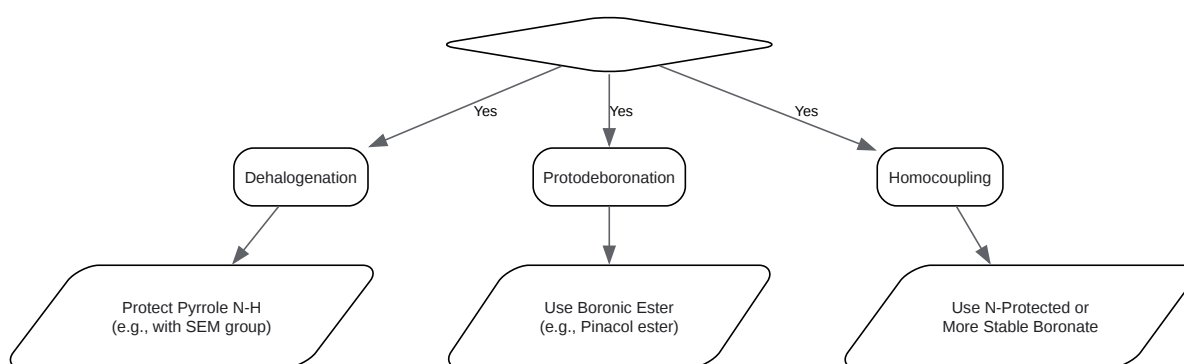 Yes
Yes
Yes
Dehalogenation
Protodeboronation
Homocoupling
Protect Pyrrole N-H
(e.g., with SEM group)
Use Boronic Ester
(e.g., Pinacol ester)
Use N-Protected or
More Stable Boronate